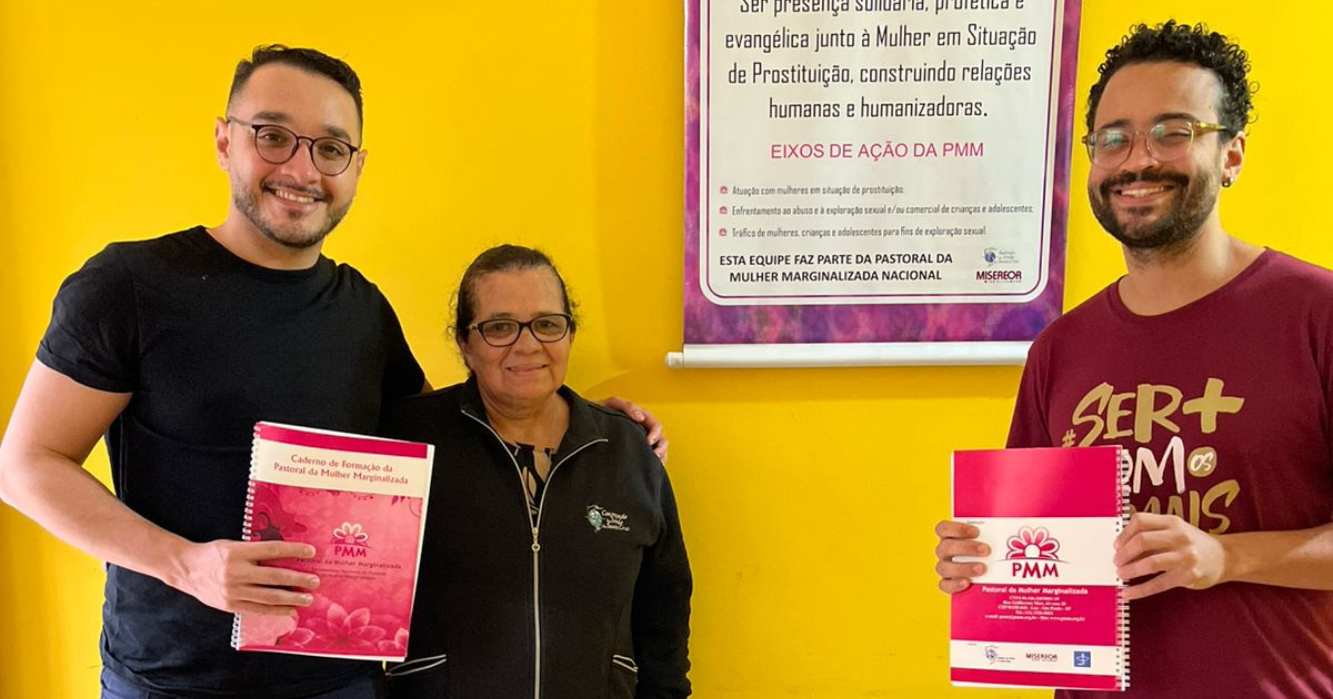 Ser presença solidária, profética e
evangélica junto à Mulher em Situação
de Prostituição, construindo relações
humanas e humanizadoras.
EIXOS DE AÇÃO DA PMM
Atuação com mulheres em situação de prostituição;
Enfrentamento ao abuso e à exploração sexual e/ou comercial de crianças e adolescentes;
Tráfico de mulheres, crianças e adolescentes para fins de exploração sexual.
ESTA EQUIPE FAZ PARTE DA PASTORAL DA
MULHER MARGINALIZADA NACIONAL
MISEREOR
Caderno de Formação da
Pastoral da Mulher Marginalizada
PMM
Pastoral da Mulher Marginalizada
#SER+
SOM OS
MAIS
PMM
Pastoral da Mulher Marginalizada
MISEREOR